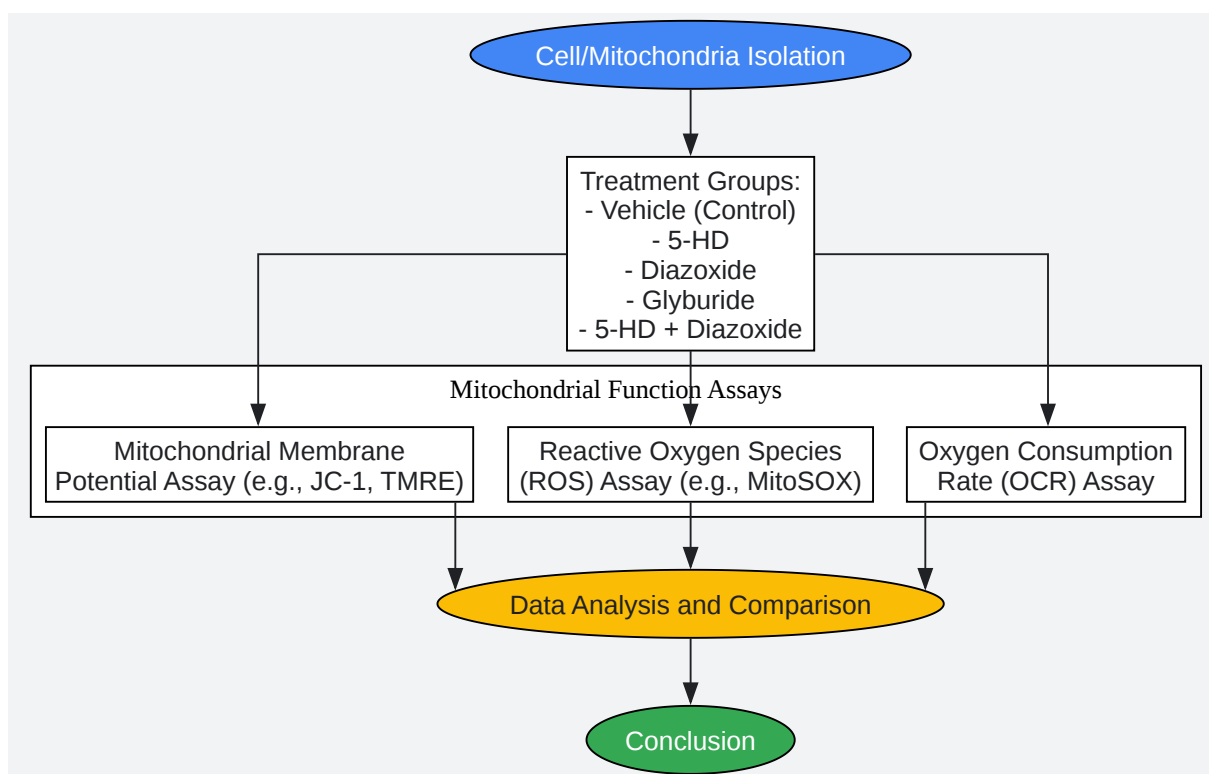 Cell/Mitochondria Isolation
Treatment Groups:
- Vehicle (Control)
- 5-HD
- Diazoxide
- Glyburide
- 5-HD + Diazoxide
Mitochondrial Function Assays
Mitochondrial Membrane
Potential Assay (e.g., JC-1, TMRE)
Reactive Oxygen Species
(ROS) Assay (e.g., MitoSOX)
Oxygen Consumption
Rate (OCR) Assay
Data Analysis and Comparison
Conclusion